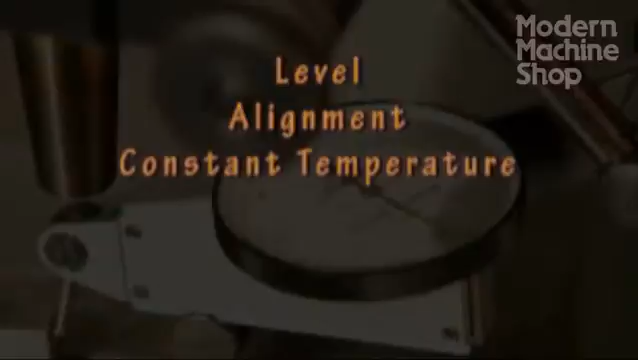 Modern
Machine
Shop
Level
Alignment
Constant Temperature